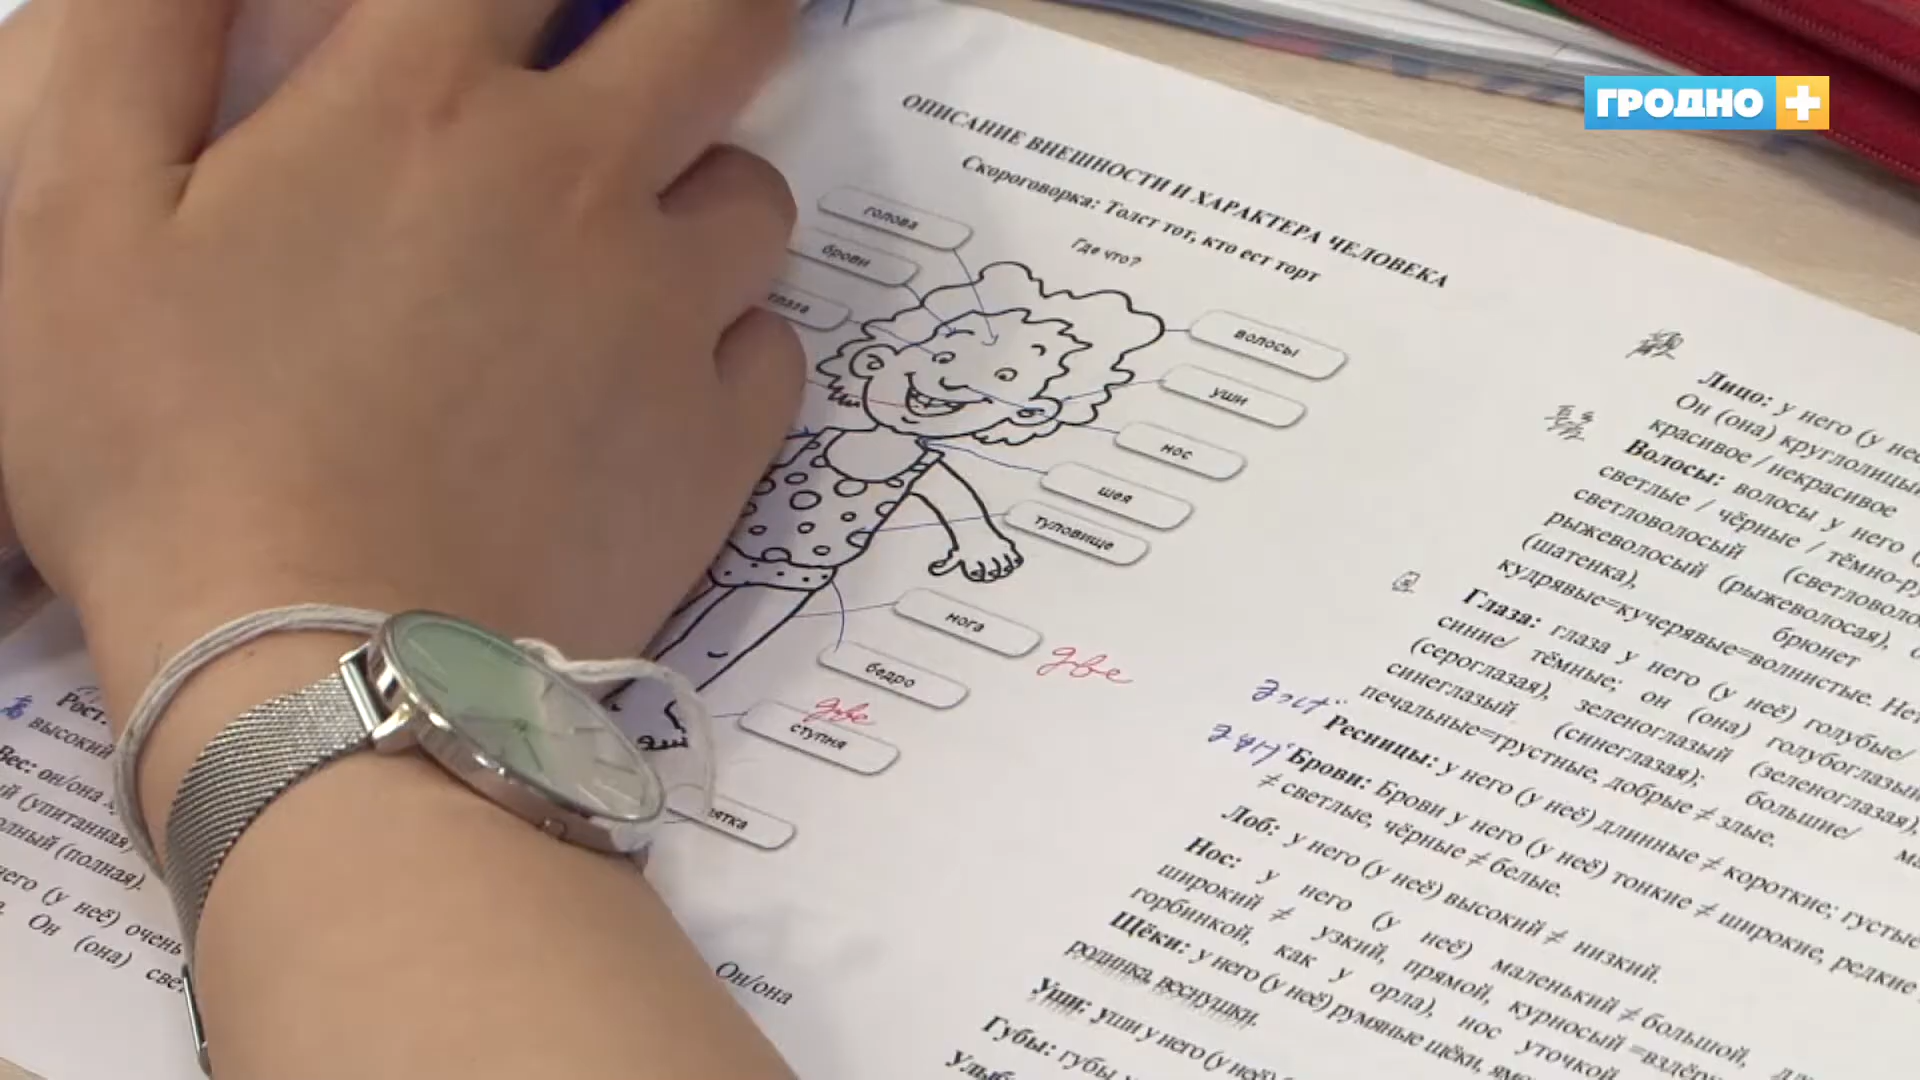 ГРОДНО +
ОПИСАНИЕ ВНЕШНОСТИ И ХАРАКТЕРА ЧЕЛОВЕКА
Скороговорка: Толст тот, кто ест торт
Где что?
голова
брови
глаза
волосы
уши
нос
шея
туловище
нога
две
бедро
две
ступня
Он/она
Рост:
высокий
Вес: он/она
(упитанная)
(полная).
него (у неё) очень
Он (она)
Лицо: у него (у неё
Он (она) круглолицый
красивое / некрасивое
Волосы: волосы у него
светлые / чёрные / тёмно-ру
светловолосый (светловоло
рыжеволосый (рыжеволосая),
(шатенка), брюнет
кудрявые=кучерявые=волнистые. Нет
Глаза: глаза у него (у неё) голубые/
синие/ тёмные; он (она) голубоглазый
(сероглазая), зеленоглазый (зеленоглазая);
синеглазый (синеглазая); большие/
печальные=грустные, добрые ≠ злые.
Ресницы: у него (у неё) длинные ≠ короткие; густые
Брови: Брови у него (у неё) тонкие ≠ широкие, редкие
≠ светлые, чёрные ≠ белые.
Лоб: у него (у неё) высокий ≠ низкий.
Нос: у него (у неё) маленький ≠ большой,
широкий ≠ узкий, прямой, курносый =вздёр
горбинкой, как у орла), нос уточкой
Щёки: у него (у неё) румяные щёки,
родинка, веснушки.
Уши: уши у него (у неё)
Губы: губы